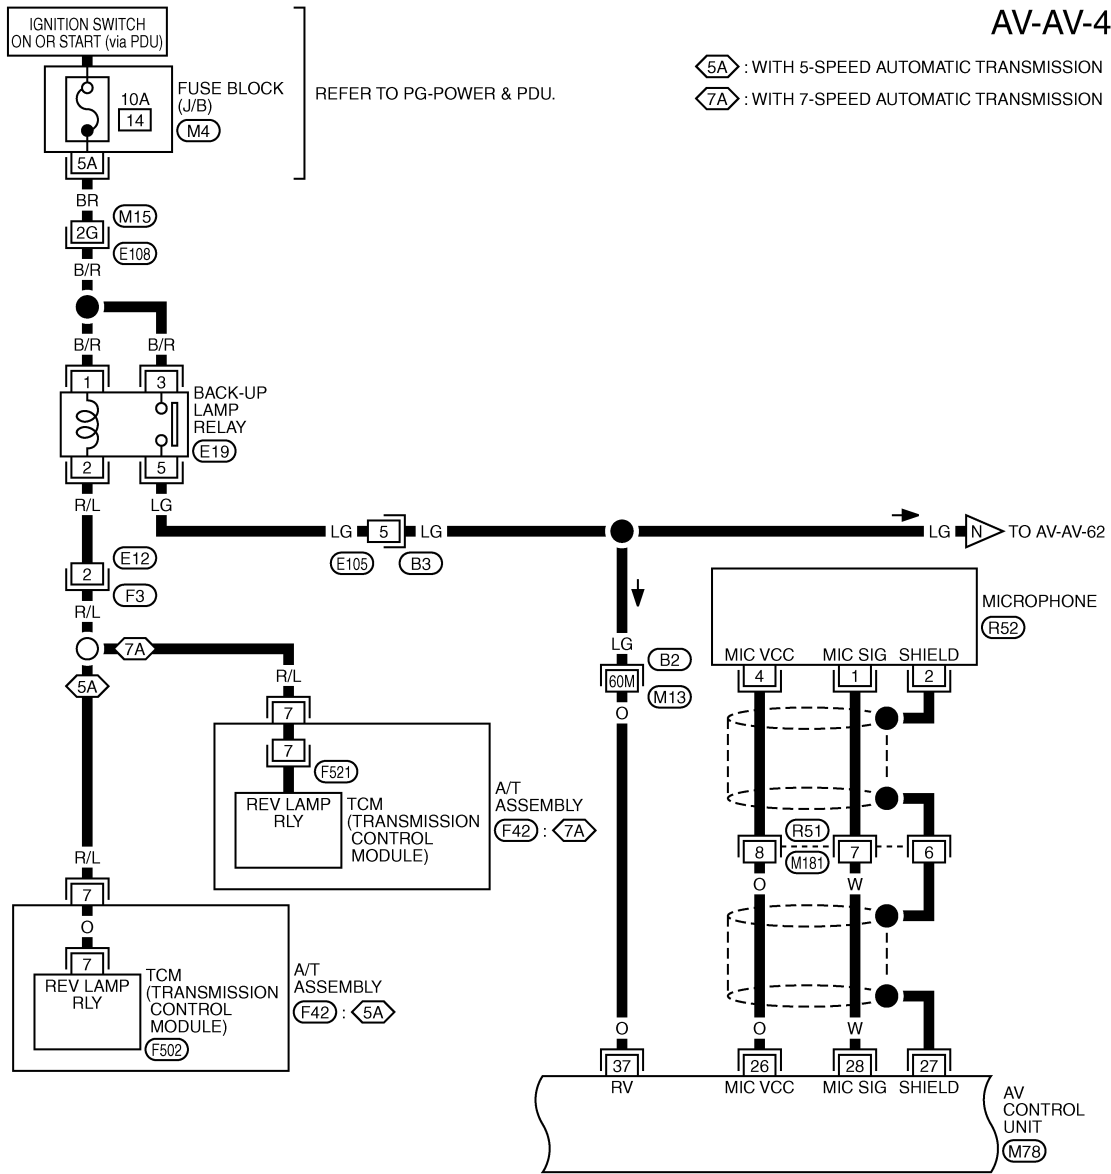 AV-AV-4
IGNITION SWITCH
ON OR START (via PDU)
5A : WITH 5-SPEED AUTOMATIC TRANSMISSION
7A : WITH 7-SPEED AUTOMATIC TRANSMISSION
10A
14
FUSE BLOCK
(J/B)
M4
REFER TO PG-POWER & PDU.
5A
BR
M15
2G
E108
B/R
B/R
B/R
1
3
BACK-UP
LAMP
RELAY
E19
2
5
R/L
LG
LG
5
LG
LG
N
TO AV-AV-62
E105
B3
E12
2
F3
R/L
7A
5A
R/L
7
7
F521
REV LAMP
RLY
TCM
(TRANSMISSION
CONTROL
MODULE)
A/T
ASSEMBLY
F42 : 7A
R/L
7
O
7
REV LAMP
RLY
TCM
(TRANSMISSION
CONTROL
MODULE)
F502
A/T
ASSEMBLY
F42 : 5A
LG
B2
60M
M13
O
O
37
RV
MICROPHONE
R52
MIC VCC
MIC SIG
SHIELD
4
1
2
R51
8
M181
7
6
O
W
O
W
26
28
27
MIC VCC
MIC SIG
SHIELD
AV
CONTROL
UNIT
M78